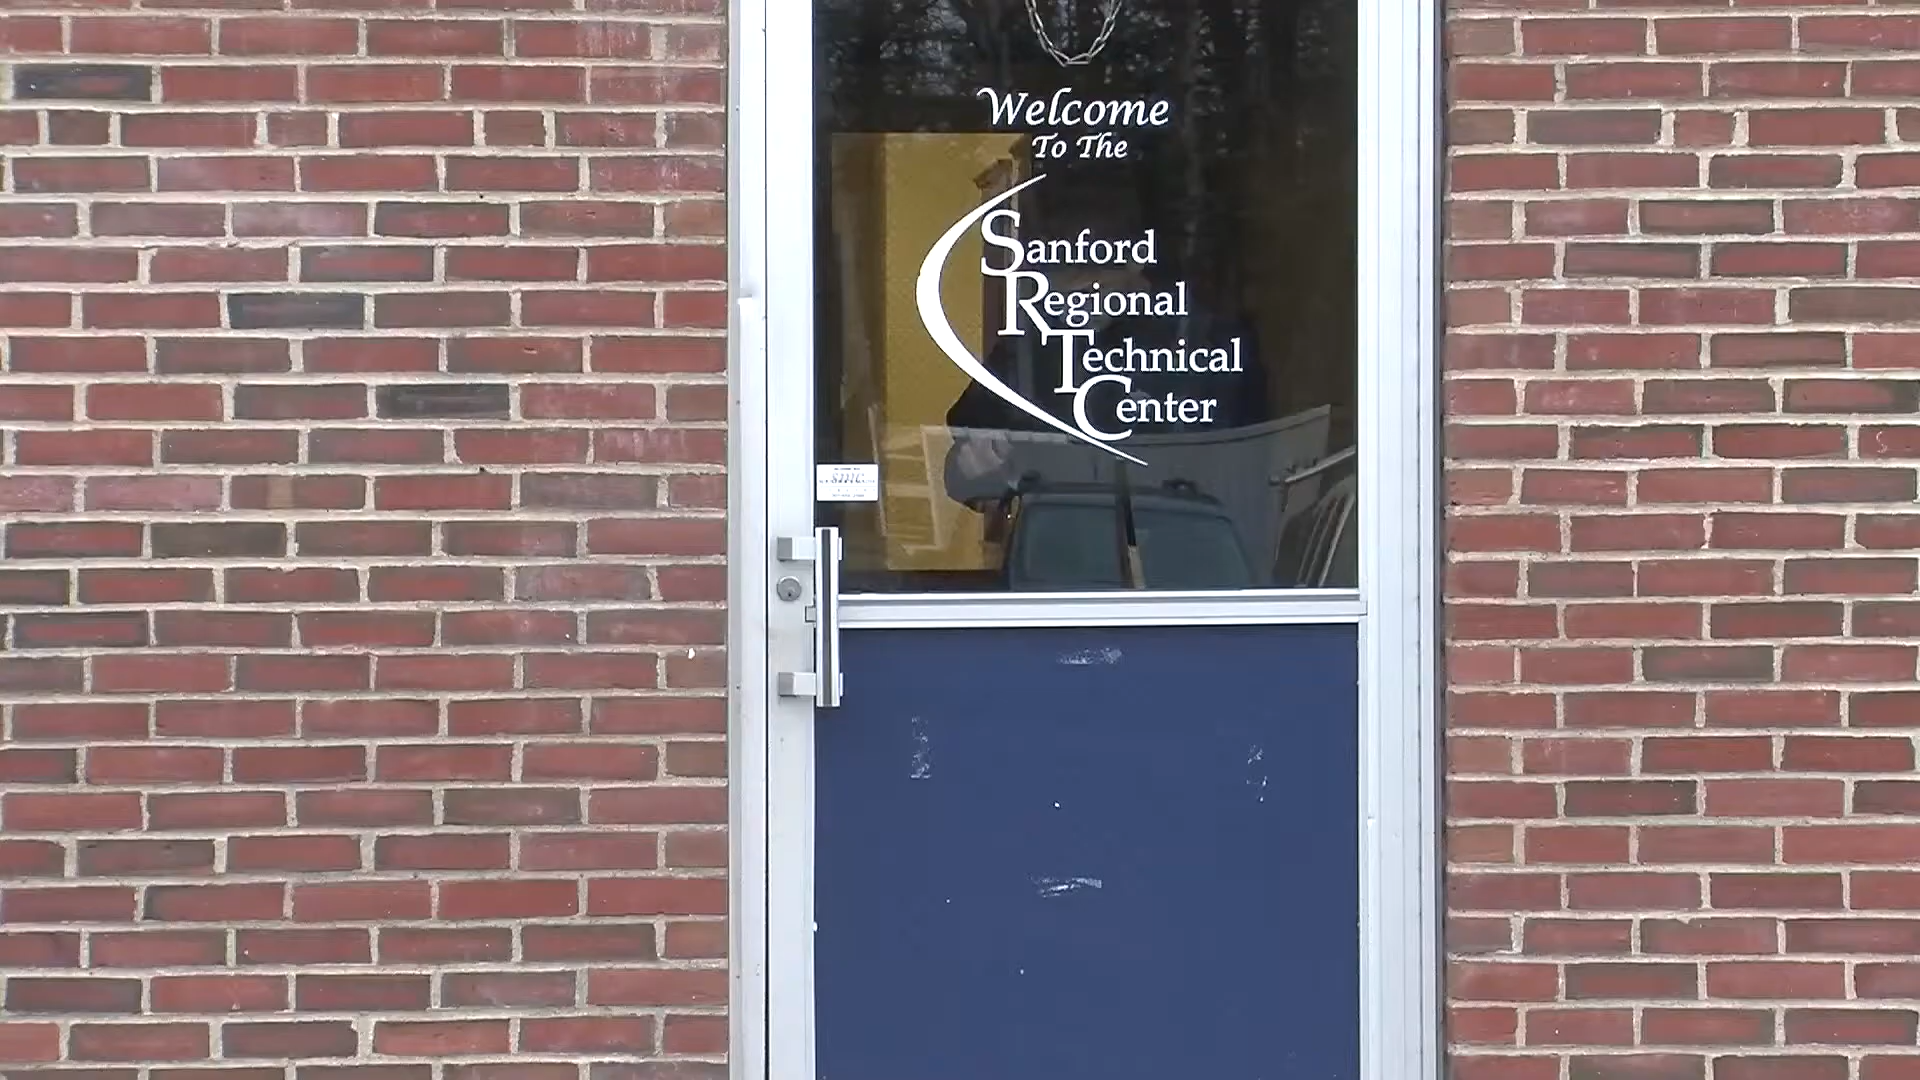 Welcome
To The
Sanford
Regional
Technical
Center